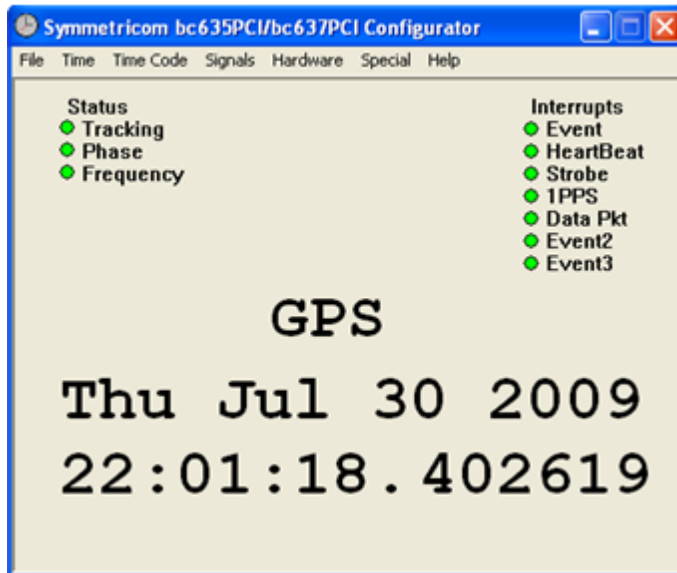 Symmetricom bc635PCI/bc637PCI Configurator
File Time Time Code Signals Hardware Special Help
Status
Tracking
Phase
Frequency
Interrupts
Event
HeartBeat
Strobe
1PPS
Data Pkt
Event2
Event3
GPS
Thu Jul 30 2009
22:01:18.402619